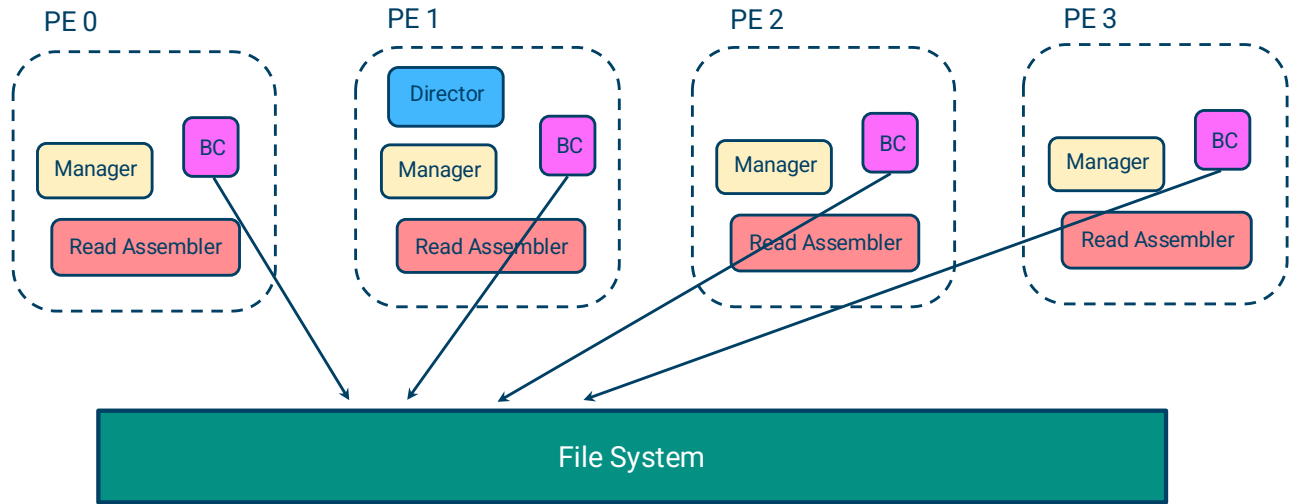 PE 0
PE 1
PE 2
PE 3
Director
BC
BC
BC
BC
Manager
Manager
Manager
Manager
Read Assembler
Read Assembler
Read Assembler
Read Assembler
File System